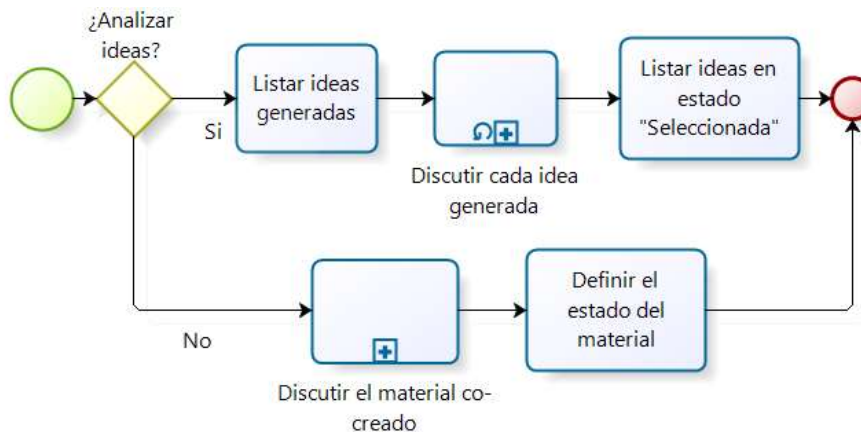 ¿Analizar
ideas?
Listar ideas
generadas
Si
Discutir cada idea
generada
Listar ideas en
estado
"Seleccionada"
No
Discutir el material co-
creado
Definir el
estado del
material